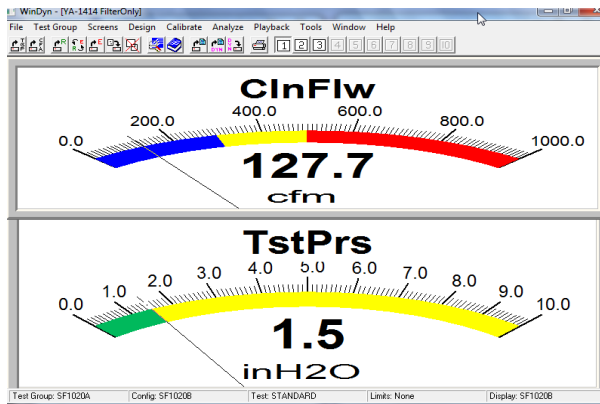 WinDyn - [YA-1414 FilterOnly]
File Test Group Screens Design Calibrate Analyze Playback Tools Window Help
1 2 3 4 5 6 7 8 9 10
ClnFlw
0.0 200.0 400.0 600.0 800.0 1000.0
127.7
cfm
TstPrs
0.0 1.0 2.0 3.0 4.0 5.0 6.0 7.0 8.0 9.0 10.0
1.5
inH2O
Test Group: SF1020A Config: SF1020B Test: STANDARD Limits: None Display: SF1020B